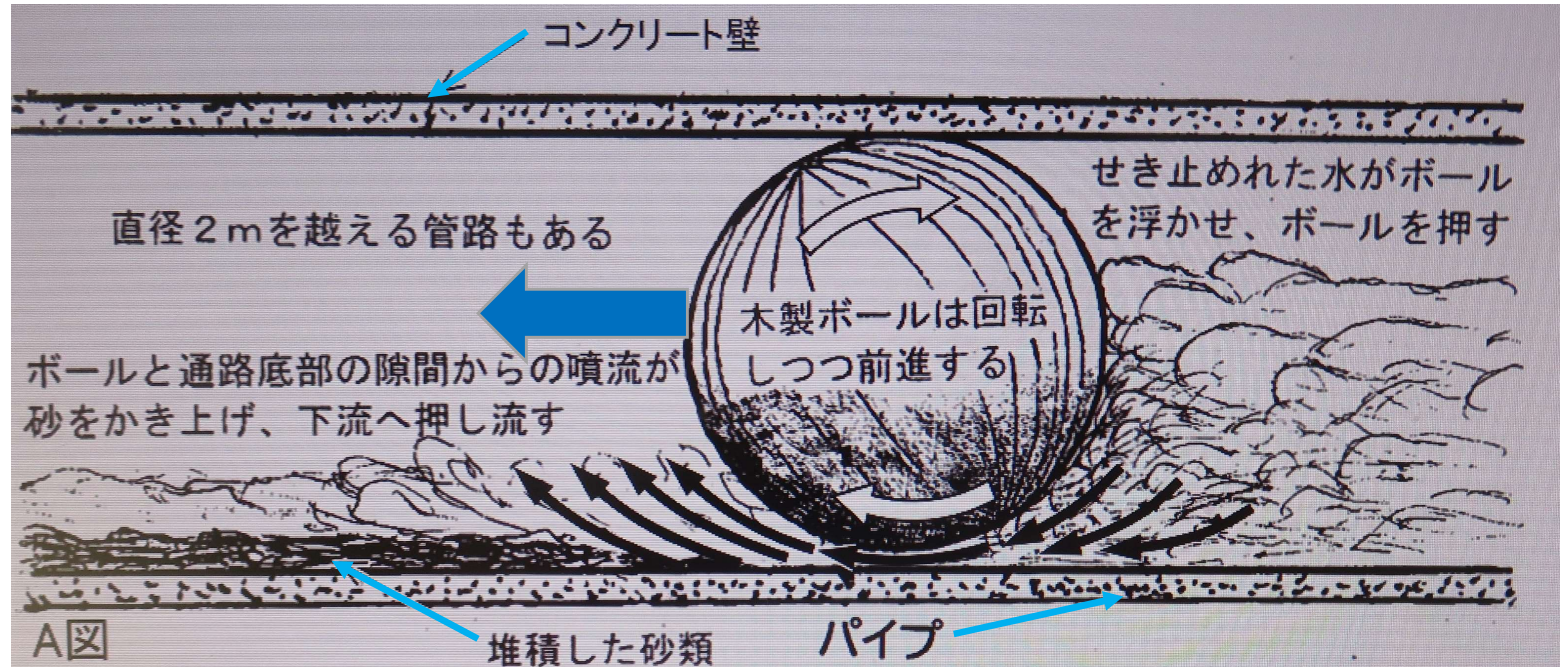 コンクリート壁
せき止めれた水がボール
を浮かせ、ボールを押す
直径2mを越える管路もある
木製ボールは回転
しつつ前進する
ボールと通路底部の隙間からの噴流が
砂をかき上げ、下流へ押し流す
A図
堆積した砂類
パイプ